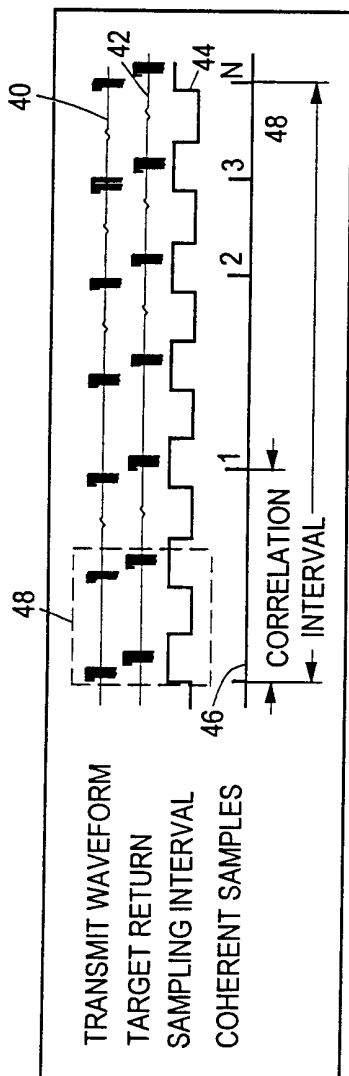 48
40
42
TRANSMIT WAVEFORM
TARGET RETURN
SAMPLING INTERVAL
44
COHERENT SAMPLES
1 2 3 N
46
CORRELATION
INTERVAL
48